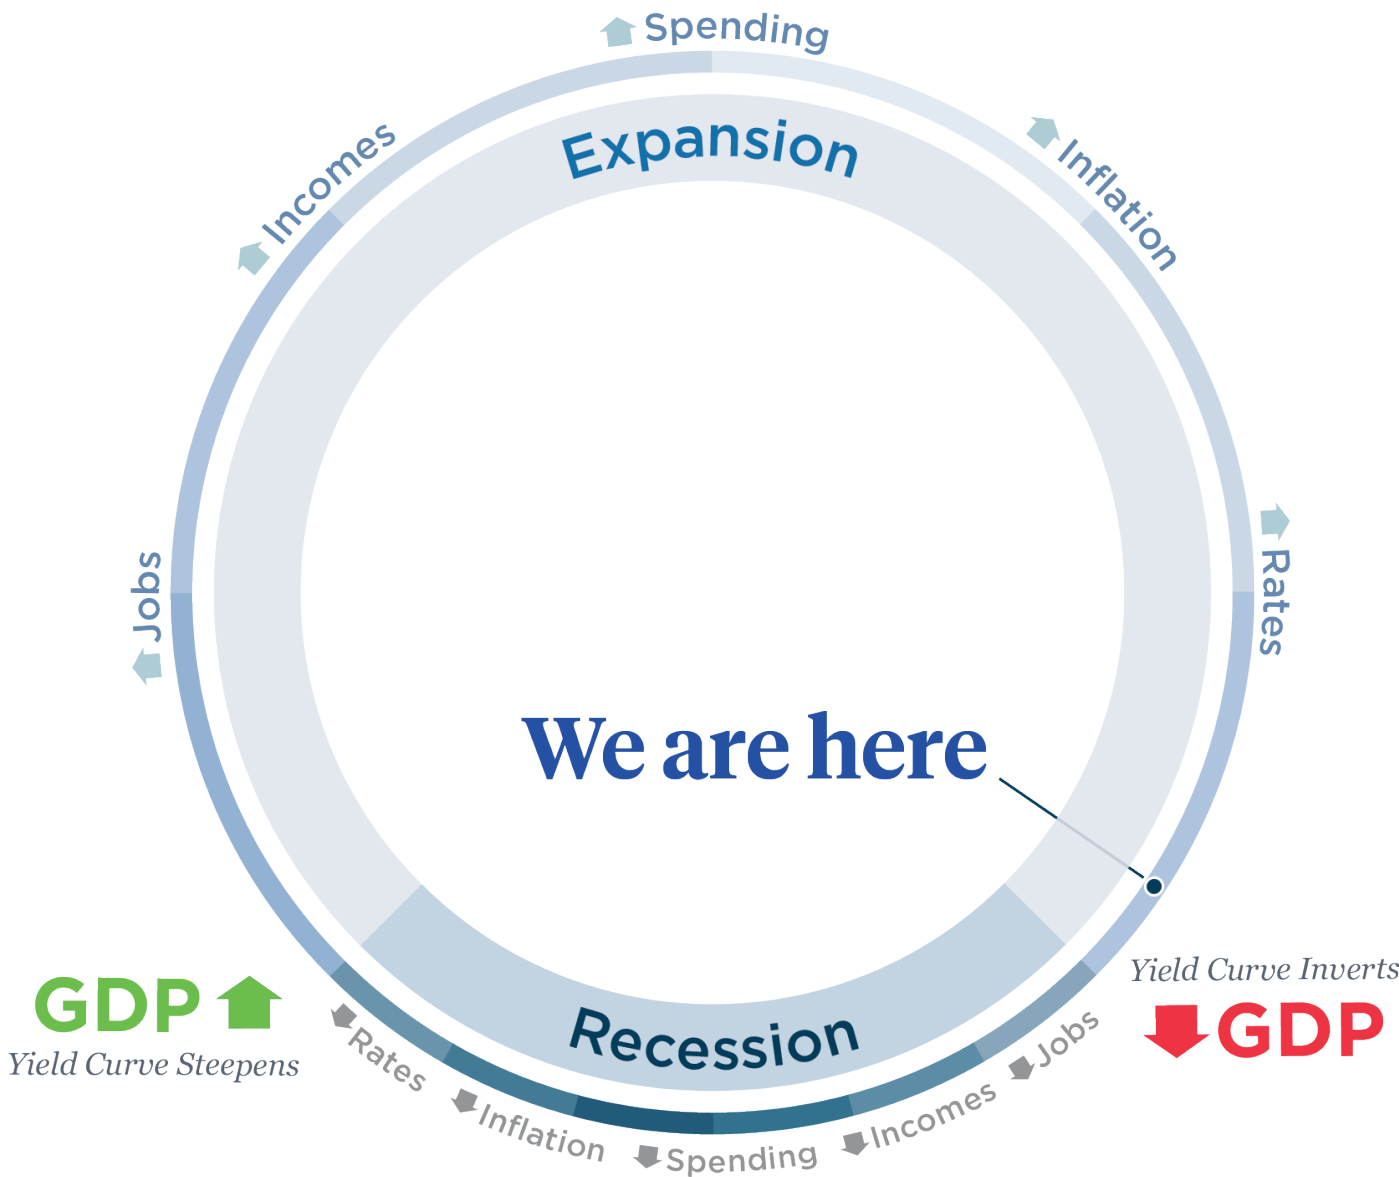 Spending
Expansion
Incomes
Inflation
Jobs
Rates
We are here
GDP
Yield Curve Steepens
Yield Curve Inverts
GDP
Recession
Rates
Inflation
Spending
Incomes
Jobs